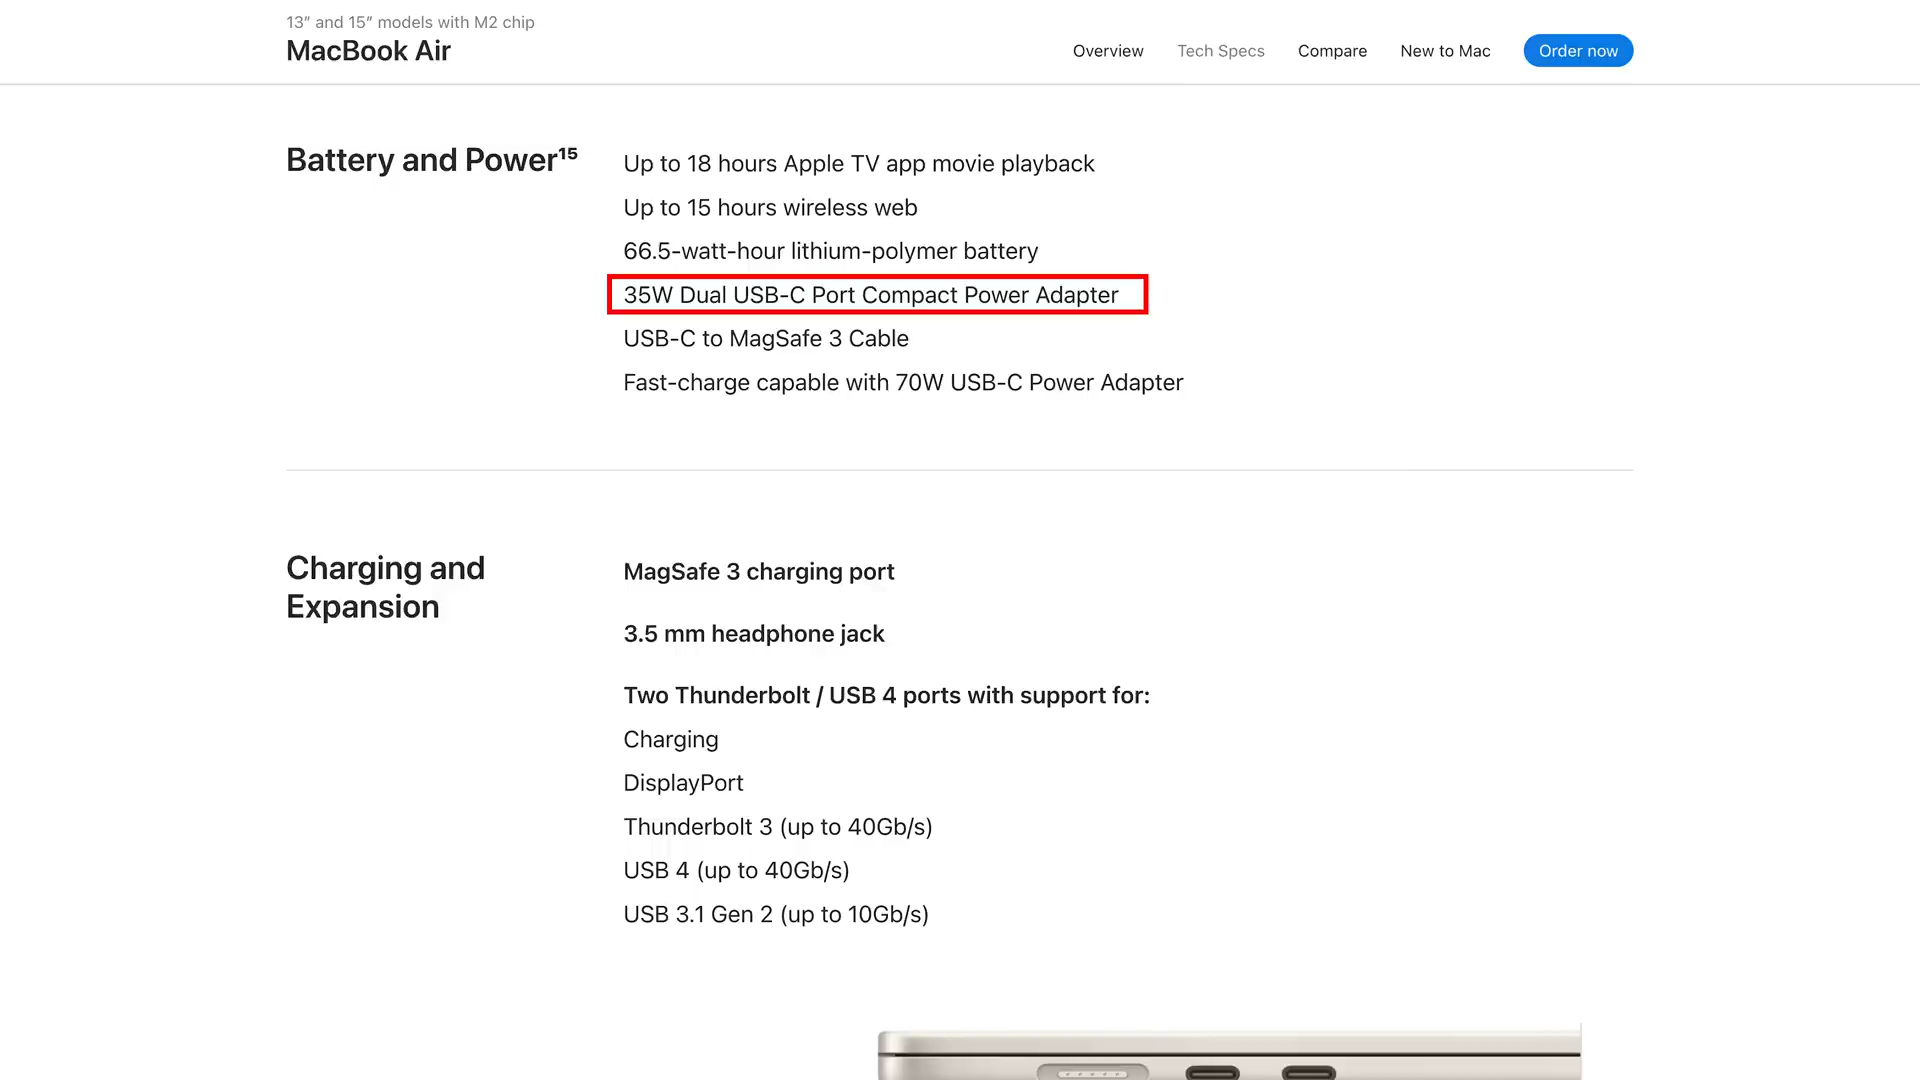 13" and 15" models with M2 chip
MacBook Air
Overview Tech Specs Compare New to Mac Order now
Battery and Power¹⁵
Up to 18 hours Apple TV app movie playback
Up to 15 hours wireless web
66.5-watt-hour lithium-polymer battery
35W Dual USB-C Port Compact Power Adapter
USB-C to MagSafe 3 Cable
Fast-charge capable with 70W USB-C Power Adapter
Charging and
Expansion
MagSafe 3 charging port
3.5 mm headphone jack
Two Thunderbolt / USB 4 ports with support for:
Charging
DisplayPort
Thunderbolt 3 (up to 40Gb/s)
USB 4 (up to 40Gb/s)
USB 3.1 Gen 2 (up to 10Gb/s)